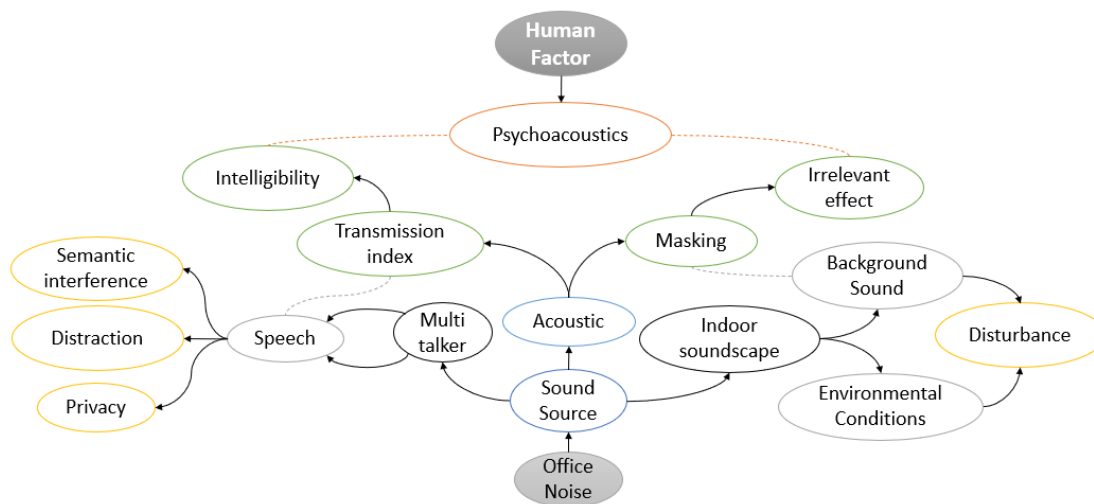 Human
Factor
Psychoacoustics
Intelligibility
Irrelevant
effect
Transmission
index
Masking
Semantic
interference
Background
Sound
Distraction
Speech
Multi
talker
Acoustic
Indoor
soundscape
Disturbance
Privacy
Sound
Source
Environmental
Conditions
Office
Noise